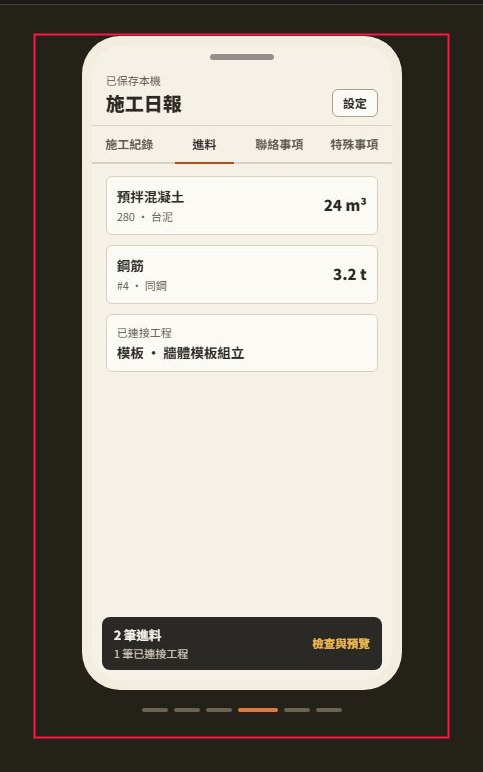 已保存本機
施工日報
設定
施工紀錄 進料 聯絡事項 特殊事項
預拌混凝土
280 · 台泥
24 m³
鋼筋
#4 · 同鋼
3.2 t
已連接工程
模板 · 牆體模板組立
2 筆進料
1 筆已連接工程
檢查與預覽